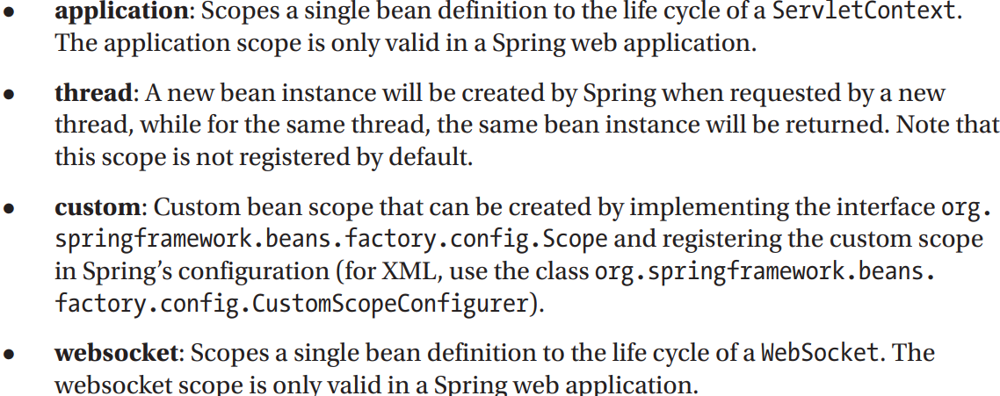 • application: Scopes a single bean definition to the life cycle of a ServletContext.
The application scope is only valid in a Spring web application.
• thread: A new bean instance will be created by Spring when requested by a new
thread, while for the same thread, the same bean instance will be returned. Note that
this scope is not registered by default.
• custom: Custom bean scope that can be created by implementing the interface org.
springframework.beans.factory.config.Scope and registering the custom scope
in Spring’s configuration (for XML, use the class org.springframework.beans.
factory.config.CustomScopeConfigurer).
• websocket: Scopes a single bean definition to the life cycle of a WebSocket. The
websocket scope is only valid in a Spring web application.